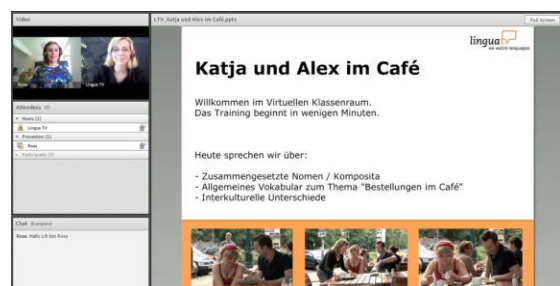 Video
LTV_Katja und Alex im Café.pptx
Full Screen
Rosa
Lingua TV
linguatv
we watch languages
Katja und Alex im Café
Willkommen im Virtuellen Klassenraum.
Das Training beginnt in wenigen Minuten.
Heute sprechen wir über:
- Zusammengesetzte Nomen / Komposita
- Allgemeines Vokabular zum Thema "Bestellungen im Café"
- Interkulturelle Unterschiede
Attendees
Hosts (1)
Lingua TV
Presenters (1)
Rosa
Participants (0)
Chat (Everyone)
Rosa: Hallo ich bin Rosa